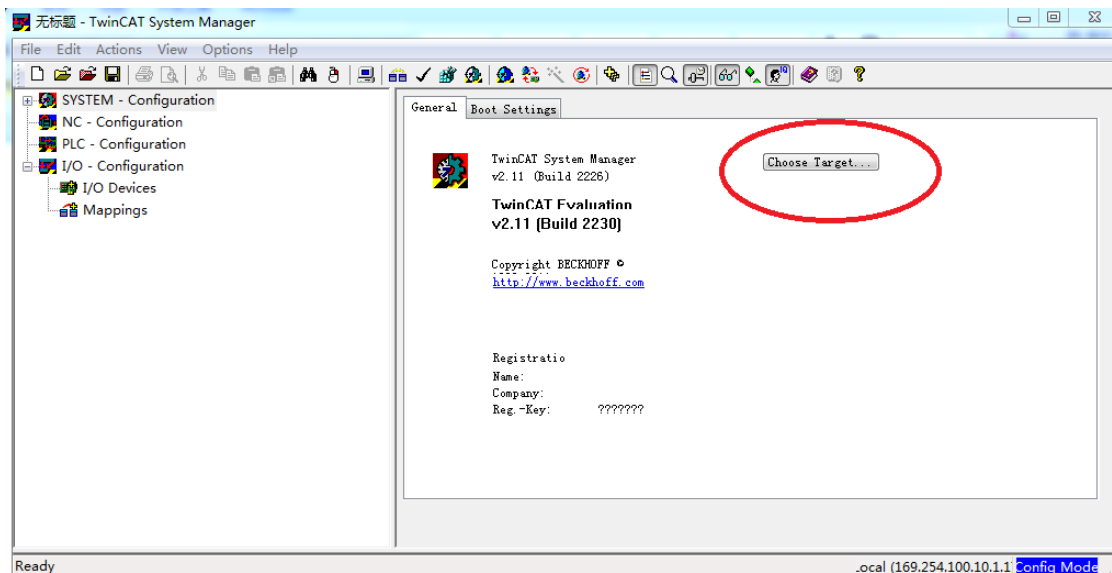 无标题 - TwinCAT System Manager
File Edit Actions View Options Help
SYSTEM - Configuration
NC - Configuration
PLC - Configuration
I/O - Configuration
I/O Devices
Mappings
General Boot Settings
TwinCAT System Manager
v2.11 (Build 2226)
Choose Target...
TwinCAT Evaluation
v2.11 (Build 2230)
Copyright BECKHOFF ©
http://www.beckhoff.com
Registratio
Name:
Company:
Reg.-Key: ???????
Ready
.ocal (169.254.100.10.1.1 Config Mode